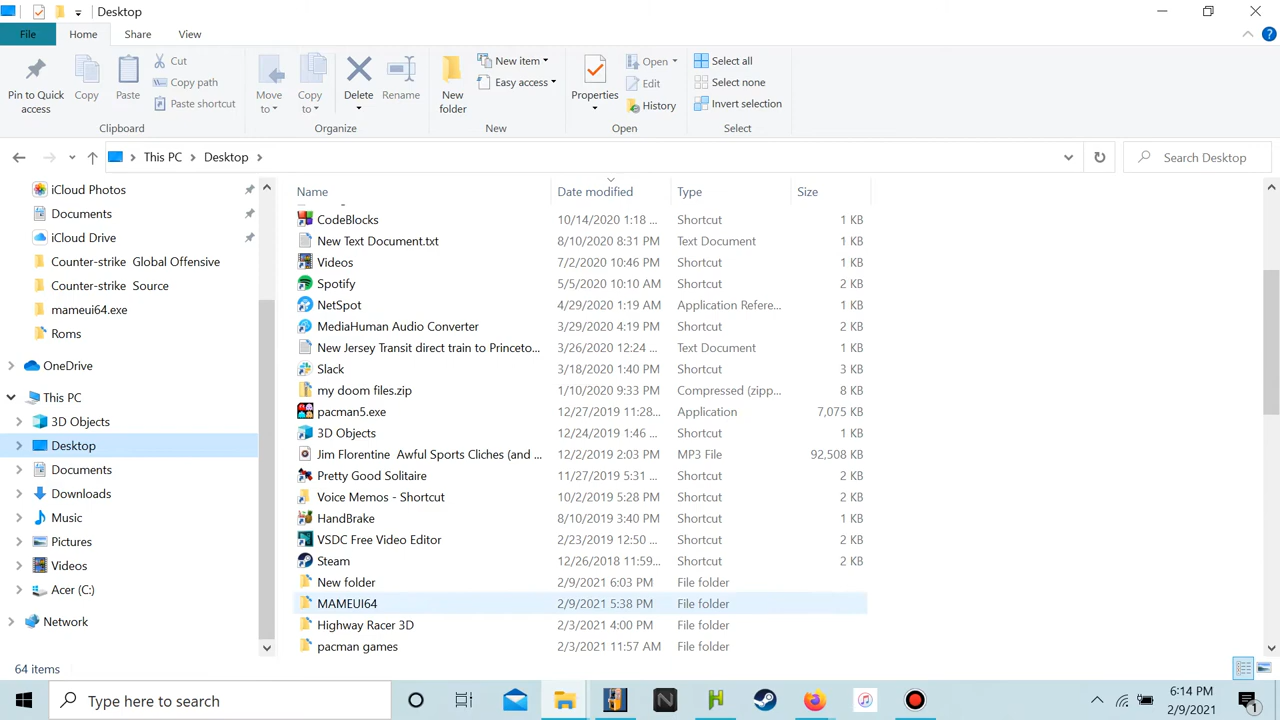 Desktop
File Home Share View
Pin to Quick access
Copy
Paste
Cut
Copy path
Paste shortcut
Clipboard
Move to
Copy to
Delete
Rename
Organize
New folder
New item
Easy access
New
Properties
Open
Edit
History
Open
Select all
Select none
Invert selection
Select
This PC Desktop
Search Desktop
iCloud Photos
Documents
iCloud Drive
Counter-strike Global Offensive
Counter-strike Source
mameui64.exe
Roms
OneDrive
This PC
3D Objects
Desktop
Documents
Downloads
Music
Pictures
Videos
Acer (C:)
Network
Name Date modified Type Size
CodeBlocks 10/14/2020 1:18 ... Shortcut 1 KB
New Text Document.txt 8/10/2020 8:31 PM Text Document 1 KB
Videos 7/2/2020 10:46 PM Shortcut 1 KB
Spotify 5/5/2020 10:10 AM Shortcut 2 KB
NetSpot 4/29/2020 1:19 AM Application Refere... 1 KB
MediaHuman Audio Converter 3/29/2020 4:19 PM Shortcut 2 KB
New Jersey Transit direct train to Princeto... 3/26/2020 12:24 ... Text Document 1 KB
Slack 3/18/2020 1:40 PM Shortcut 3 KB
my doom files.zip 1/10/2020 9:33 PM Compressed (zipp... 8 KB
pacman5.exe 12/27/2019 11:28... Application 7,075 KB
3D Objects 12/24/2019 1:46 ... Shortcut 1 KB
Jim Florentine Awful Sports Cliches (and ... 12/2/2019 2:03 PM MP3 File 92,508 KB
Pretty Good Solitaire 11/27/2019 5:31 ... Shortcut 2 KB
Voice Memos - Shortcut 10/2/2019 5:28 PM Shortcut 2 KB
HandBrake 8/10/2019 3:40 PM Shortcut 1 KB
VSDC Free Video Editor 2/23/2019 12:50 ... Shortcut 2 KB
Steam 12/26/2018 11:59... Shortcut 2 KB
New folder 2/9/2021 6:03 PM File folder
MAMEUI64 2/9/2021 5:38 PM File folder
Highway Racer 3D 2/3/2021 4:00 PM File folder
pacman games 2/3/2021 11:57 AM File folder
64 items
Type here to search
6:14 PM
2/9/2021
1